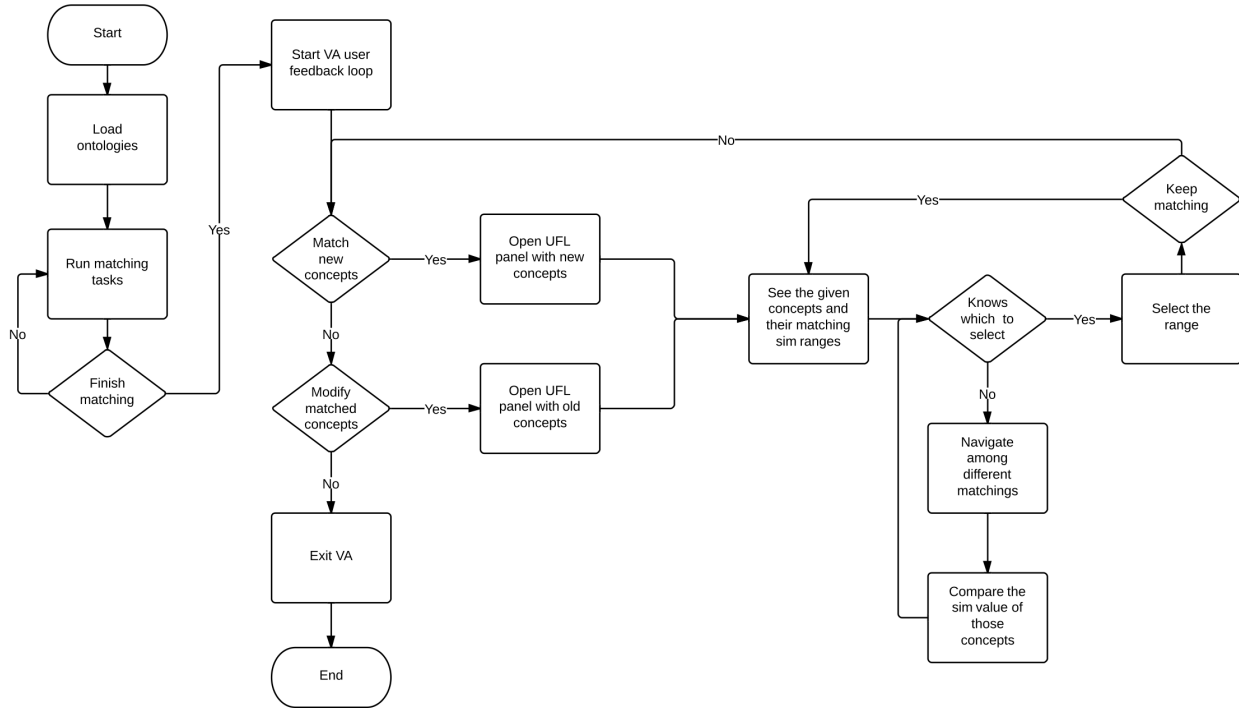 Start
Load
ontologies
Run matching
tasks
No
Finish
matching
Yes
Start VA user
feedback loop
No
Match
new
concepts
Yes
Open UFL
panel with new
concepts
No
Modify
matched
concepts
Yes
Open UFL
panel with old
concepts
No
Exit VA
End
See the given
concepts and
their matching
sim ranges
Knows
which to
select
Yes
Select the
range
Keep
matching
Yes
No
Navigate
among
different
matchings
Compare the
sim value of
those
concepts